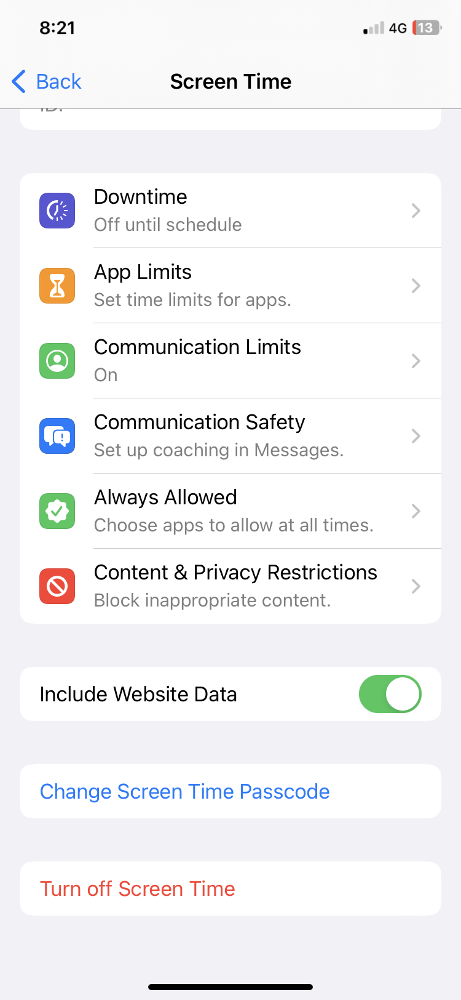 8:21
4G 13
Back
Screen Time
Downtime
Off until schedule
App Limits
Set time limits for apps.
Communication Limits
On
Communication Safety
Set up coaching in Messages.
Always Allowed
Choose apps to allow at all times.
Content & Privacy Restrictions
Block inappropriate content.
Include Website Data
Change Screen Time Passcode
Turn off Screen Time